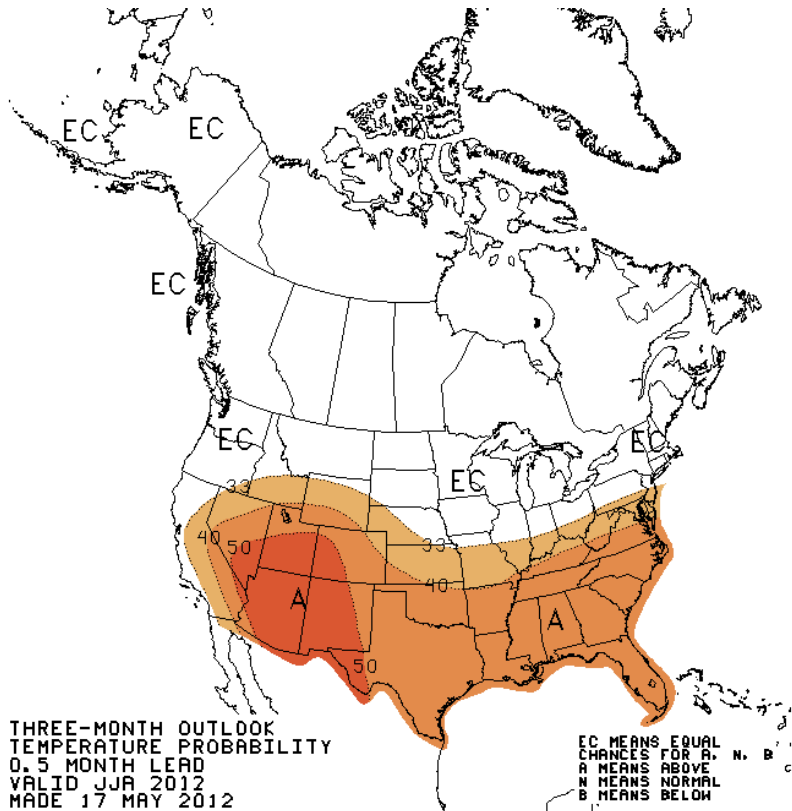 EC
EC
EC
EC
EC
EC
33
40
50
33
40
A
A
50
THREE-MONTH OUTLOOK
TEMPERATURE PROBABILITY
0.5 MONTH LEAD
VALID JJA 2012
MADE 17 MAY 2012
EC MEANS EQUAL
CHANCES FOR A, N, B
A MEANS ABOVE
N MEANS NORMAL
B MEANS BELOW